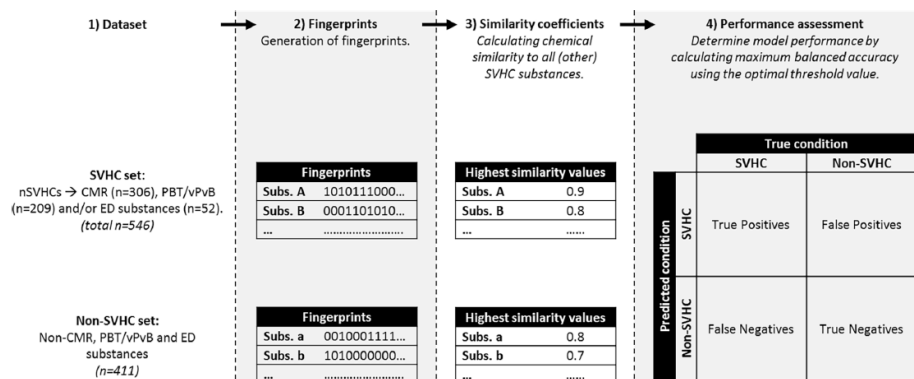 1) Dataset
2) Fingerprints
Generation of fingerprints.
3) Similarity coefficients
Calculating chemical
similarity to all (other)
SVHC substances.
4) Performance assessment
Determine model performance by
calculating maximum balanced accuracy
using the optimal threshold value.
SVHC set:
nSVHCs → CMR (n=306), PBT/vPvB
(n=209) and/or ED substances (n=52).
(total n=546)
Fingerprints
Subs. A 1010111000...
Subs. B 0001101010...
... ........................
Highest similarity values
Subs. A 0.9
Subs. B 0.8
... ......
Non-SVHC set:
Non-CMR, PBT/vPvB and ED
substances
(n=411)
Fingerprints
Subs. a 0010001111...
Subs. b 1010000000...
... ........................
Highest similarity values
Subs. a 0.8
Subs. b 0.7
... ......
True condition
SVHC Non-SVHC
Predicted condition
SVHC
True Positives False Positives
Non-SVHC
False Negatives True Negatives